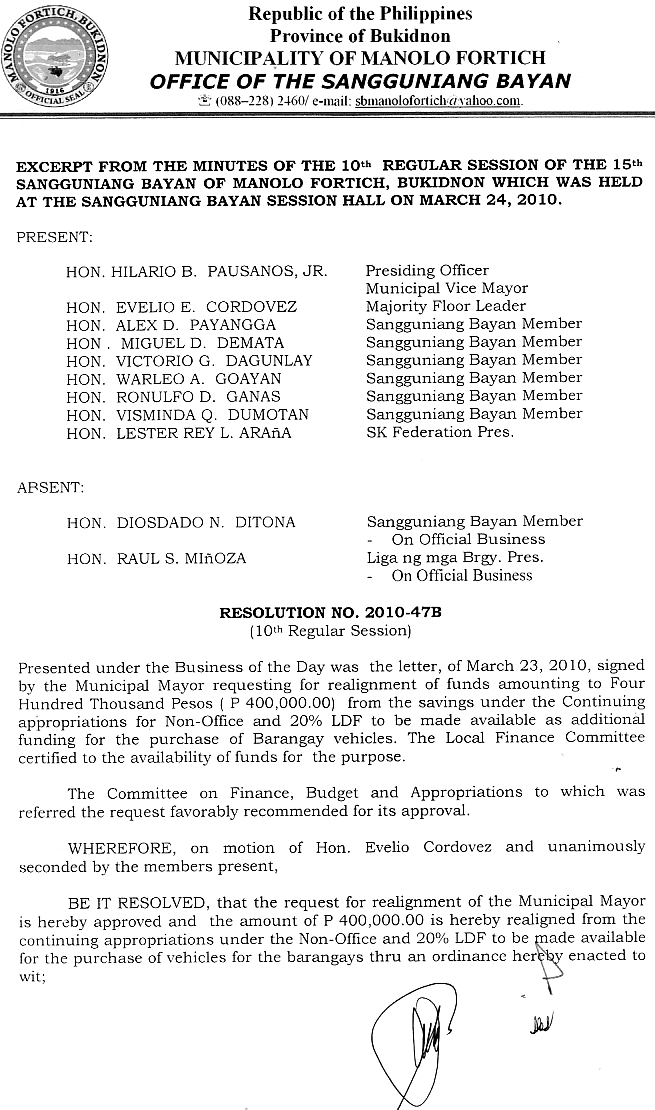 MANOLO FORTICH, BUKIDNON
1916
OFFICIAL SEAL
Republic of the Philippines
Province of Bukidnon
MUNICIPALITY OF MANOLO FORTICH
OFFICE OF THE SANGGUNIANG BAYAN
☏ (088–228) 2460/ e-mail: sbmanolofortich@yahoo.com.
EXCERPT FROM THE MINUTES OF THE 10th REGULAR SESSION OF THE 15th
SANGGUNIANG BAYAN OF MANOLO FORTICH, BUKIDNON WHICH WAS HELD
AT THE SANGGUNIANG BAYAN SESSION HALL ON MARCH 24, 2010.
PRESENT:
HON. HILARIO B. PAUSANOS, JR. Presiding Officer
Municipal Vice Mayor
HON. EVELIO E. CORDOVEZ Majority Floor Leader
HON. ALEX D. PAYANGGA Sangguniang Bayan Member
HON . MIGUEL D. DEMATA Sangguniang Bayan Member
HON. VICTORIO G. DAGUNLAY Sangguniang Bayan Member
HON. WARLEO A. GOAYAN Sangguniang Bayan Member
HON. RONULFO D. GANAS Sangguniang Bayan Member
HON. VISMINDA Q. DUMOTAN Sangguniang Bayan Member
HON. LESTER REY L. ARAñA SK Federation Pres.
ABSENT:
HON. DIOSDADO N. DITONA Sangguniang Bayan Member
- On Official Business
HON. RAUL S. MIñOZA Liga ng mga Brgy. Pres.
- On Official Business
RESOLUTION NO. 2010-47B
(10th Regular Session)
Presented under the Business of the Day was the letter, of March 23, 2010, signed
by the Municipal Mayor requesting for realignment of funds amounting to Four
Hundred Thousand Pesos ( P 400,000.00) from the savings under the Continuing
appropriations for Non-Office and 20% LDF to be made available as additional
funding for the purchase of Barangay vehicles. The Local Finance Committee
certified to the availability of funds for the purpose.
The Committee on Finance, Budget and Appropriations to which was
referred the request favorably recommended for its approval.
WHEREFORE, on motion of Hon. Evelio Cordovez and unanimously
seconded by the members present,
BE IT RESOLVED, that the request for realignment of the Municipal Mayor
is hereby approved and the amount of P 400,000.00 is hereby realigned from the
continuing appropriations under the Non-Office and 20% LDF to be made available
for the purchase of vehicles for the barangays thru an ordinance hereby enacted to
wit;